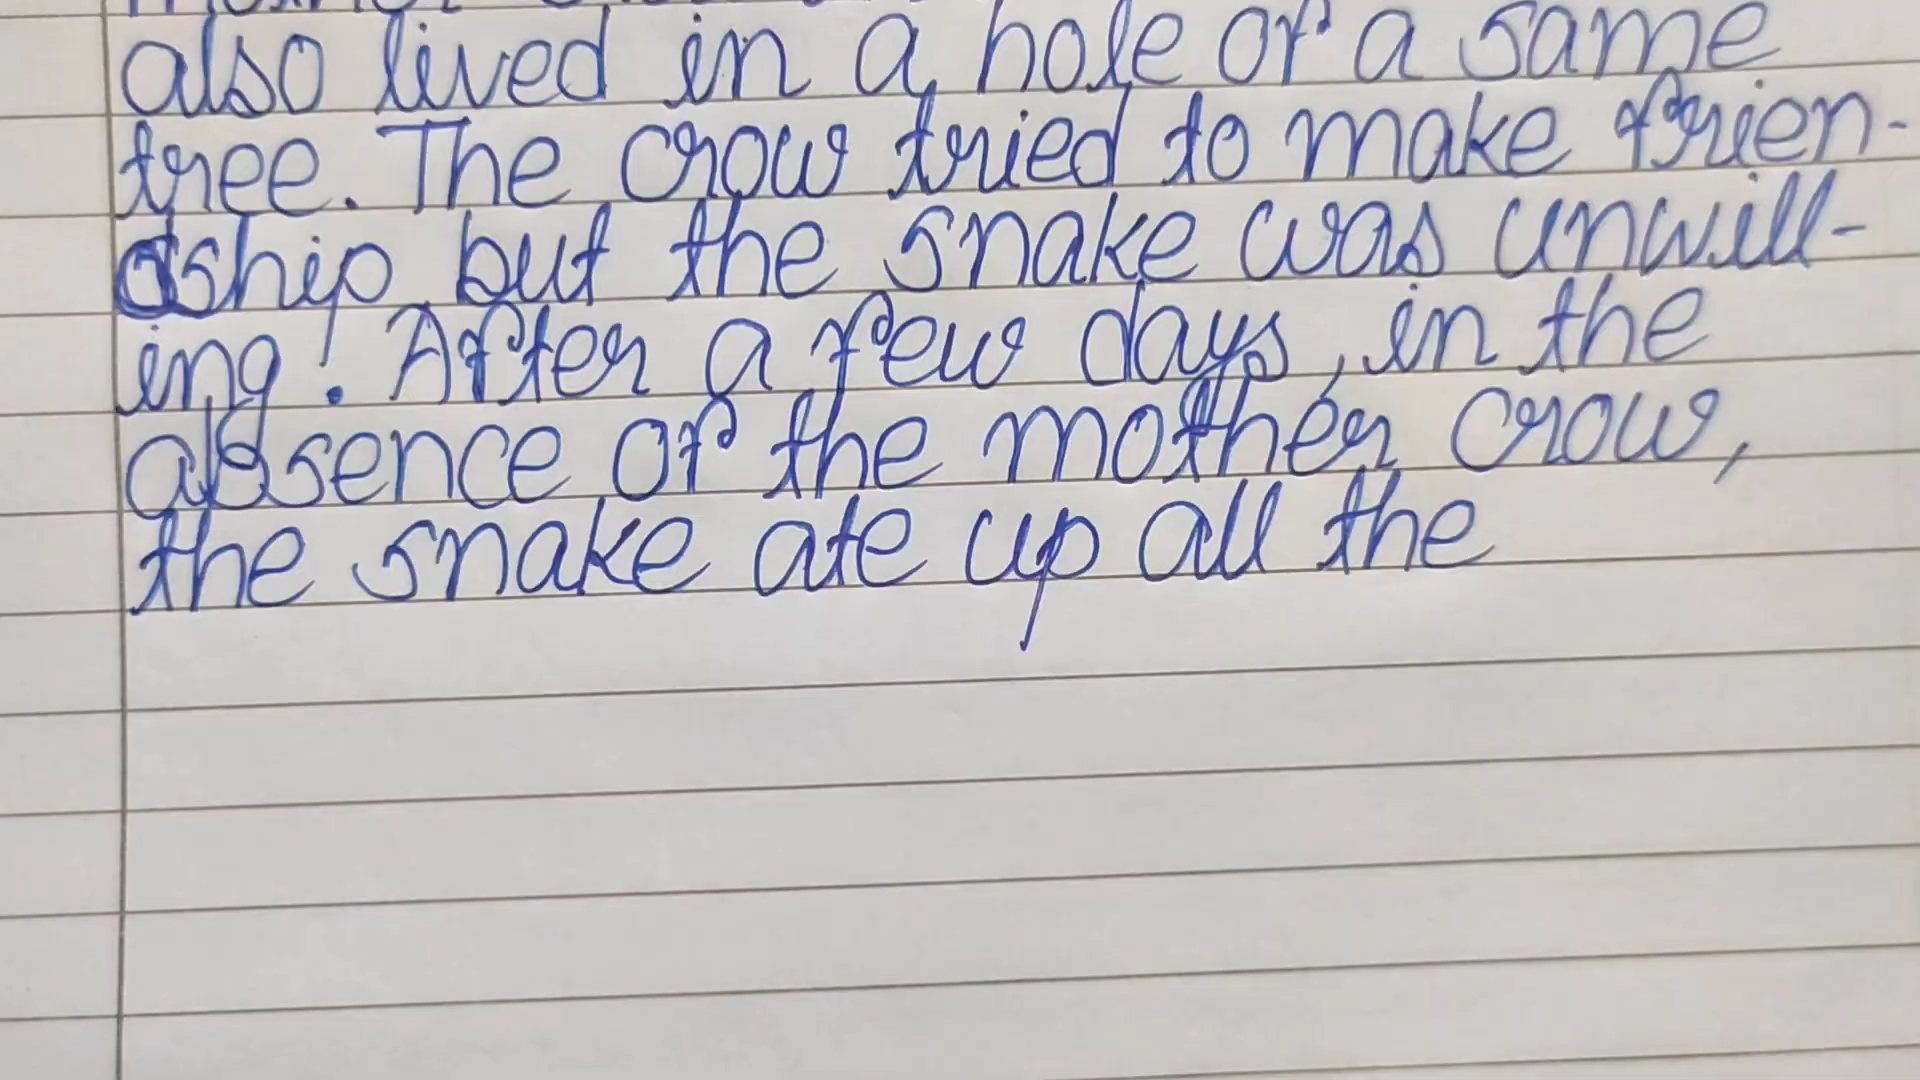 also lived in a hole of a same
tree. The crow tried to make frien-
dship but the snake was unwill-
ing. After a few days, in the
absence of the mother crow,
the snake ate up all the